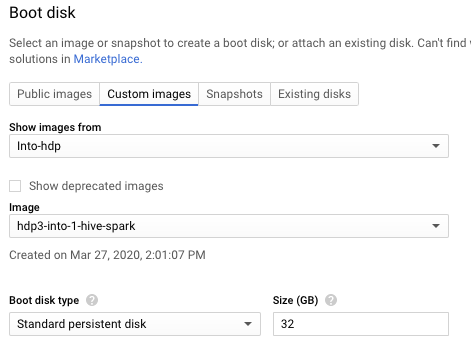 Boot disk
Select an image or snapshot to create a boot disk; or attach an existing disk. Can't find
solutions in Marketplace.
Public images Custom images Snapshots Existing disks
Show images from
Into-hdp
Show deprecated images
Image
hdp3-into-1-hive-spark
Created on Mar 27, 2020, 2:01:07 PM
Boot disk type ? Size (GB) ?
Standard persistent disk 32